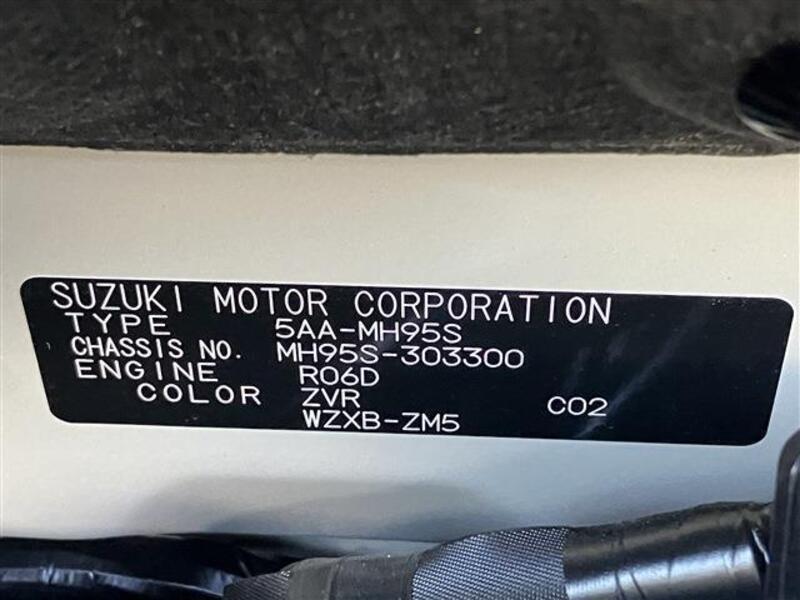 SUZUKI MOTOR CORPORATION
TYPE 5AA-MH95S
CHASSIS NO. MH95S-303300
ENGINE R06D
COLOR ZVR C02
WZXB-ZM5